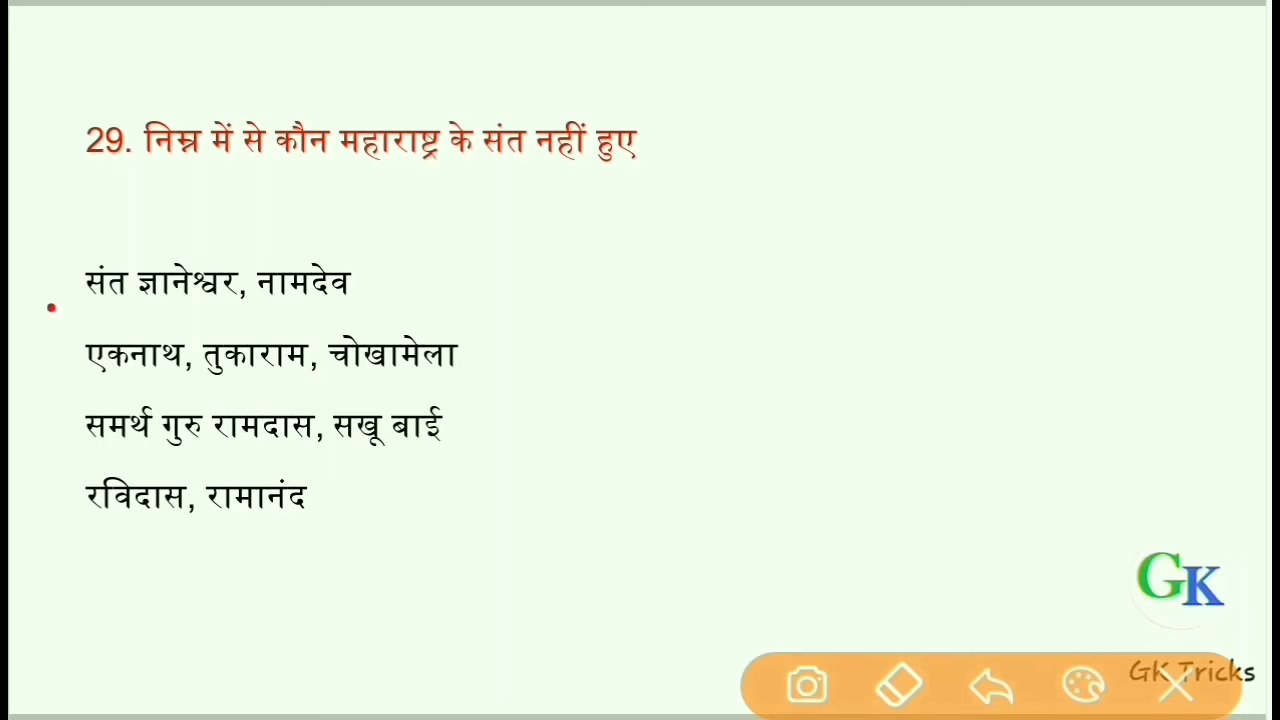 29. निम्न में से कौन महाराष्ट्र के संत नहीं हुए
संत ज्ञानेश्वर, नामदेव
एकनाथ, तुकाराम, चोखामेला
समर्थ गुरु रामदास, सखू बाई
रविदास, रामानंद
GK
GK Tricks